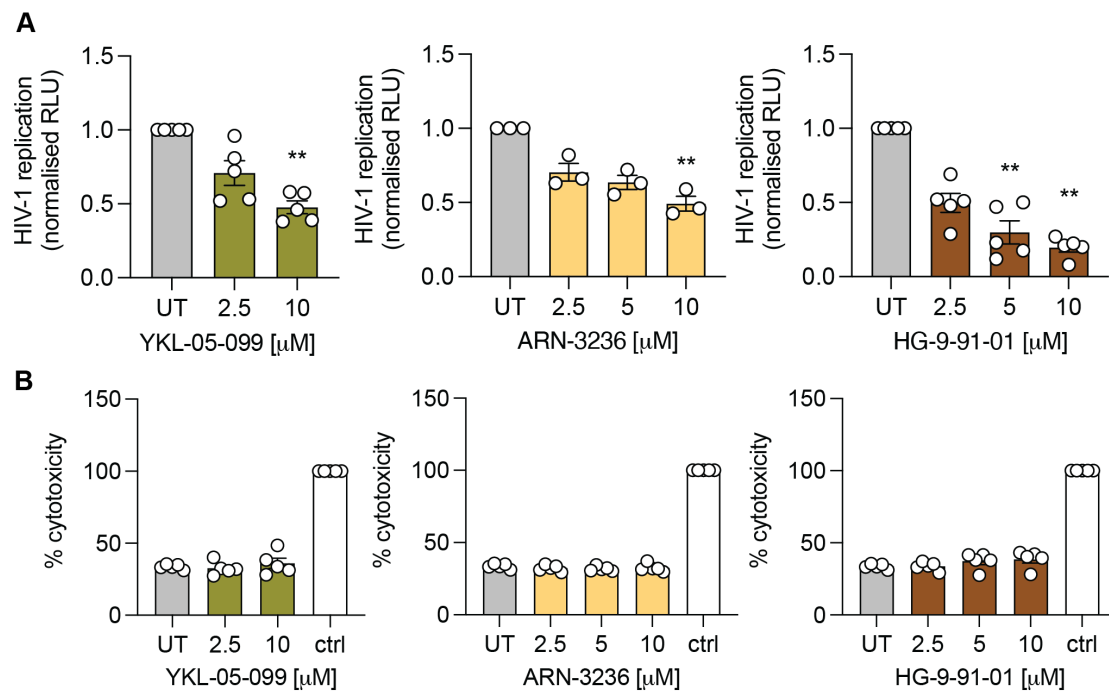 A
HIV-1 replication
(normalised RLU)
1.5
1.0
0.5
0.0
**
UT 2.5 10
YKL-05-099 [μM]
HIV-1 replication
(normalised RLU)
1.5
1.0
0.5
0.0
**
UT 2.5 5 10
ARN-3236 [μM]
HIV-1 replication
(normalised RLU)
1.5
1.0
0.5
0.0
**
**
UT 2.5 5 10
HG-9-91-01 [μM]
B
% cytotoxicity
150
100
50
0
UT 2.5 10 ctrl
YKL-05-099 [μM]
% cytotoxicity
150
100
50
0
UT 2.5 5 10 ctrl
ARN-3236 [μM]
% cytotoxicity
150
100
50
0
UT 2.5 5 10 ctrl
HG-9-91-01 [μM]